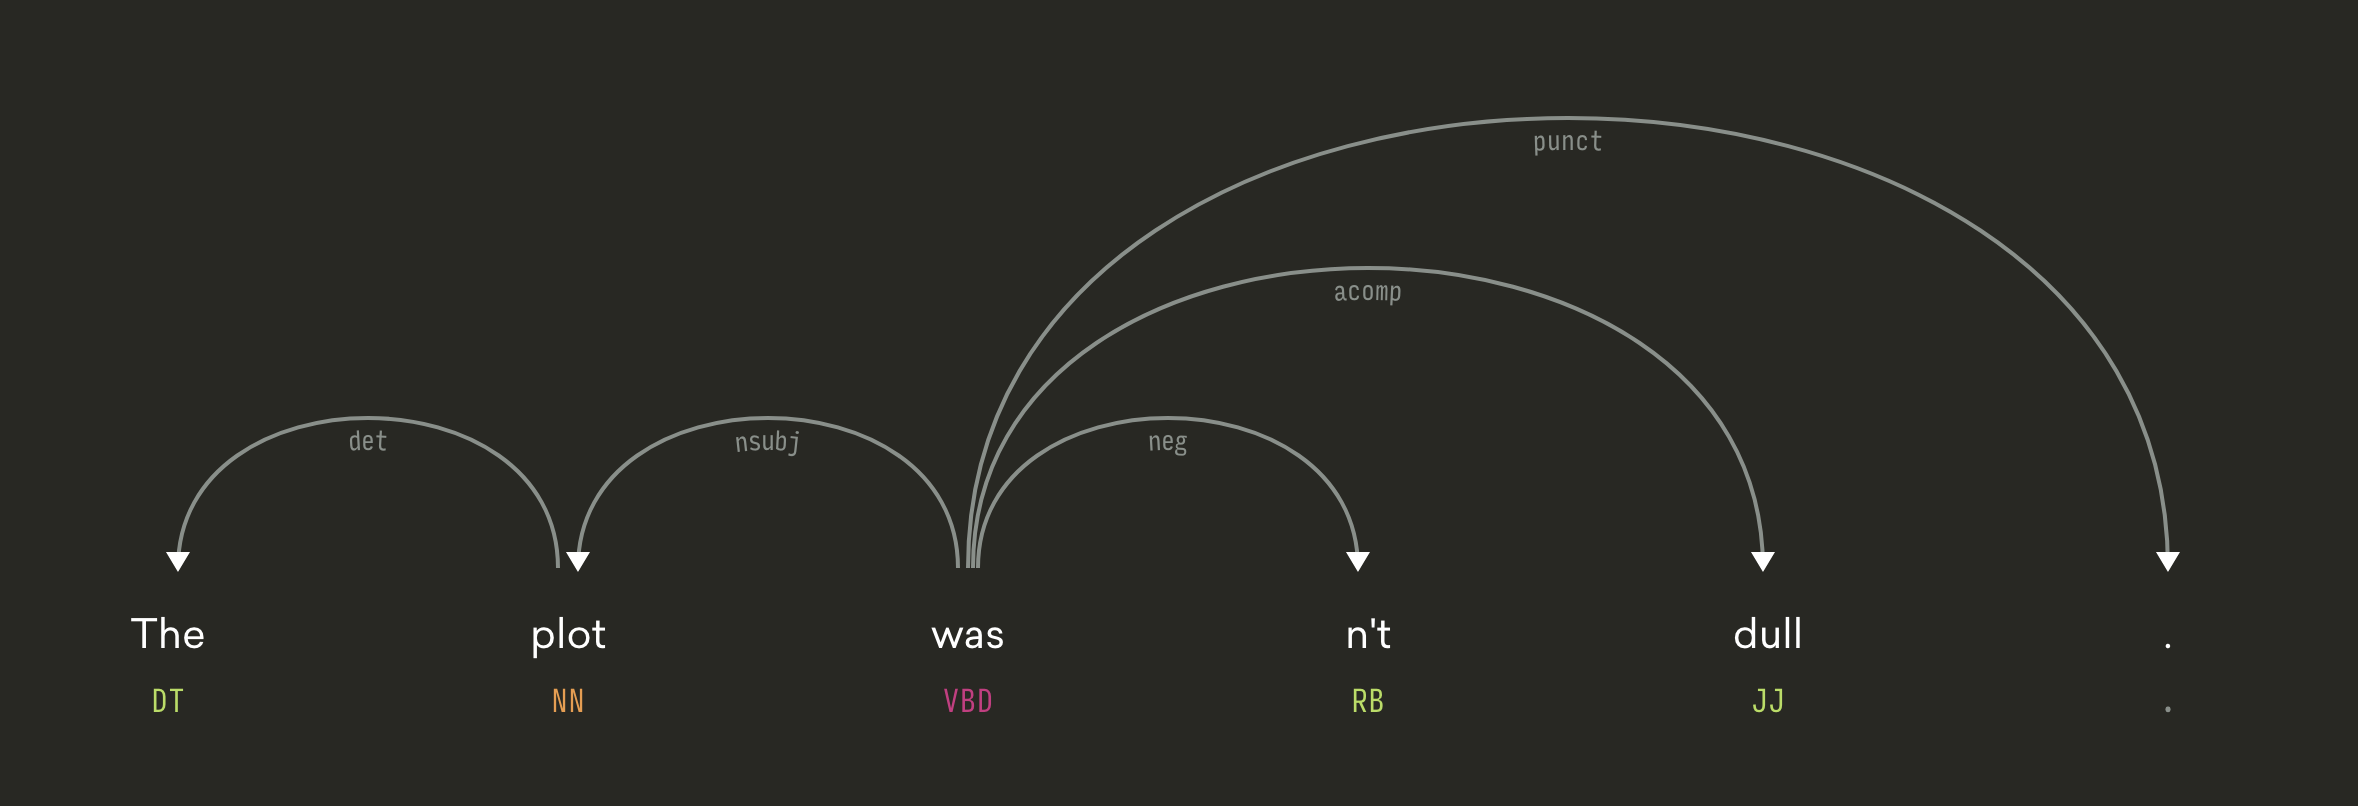 punct
acomp
det nsubj neg
The plot was n't dull .
DT NN VBD RB JJ .